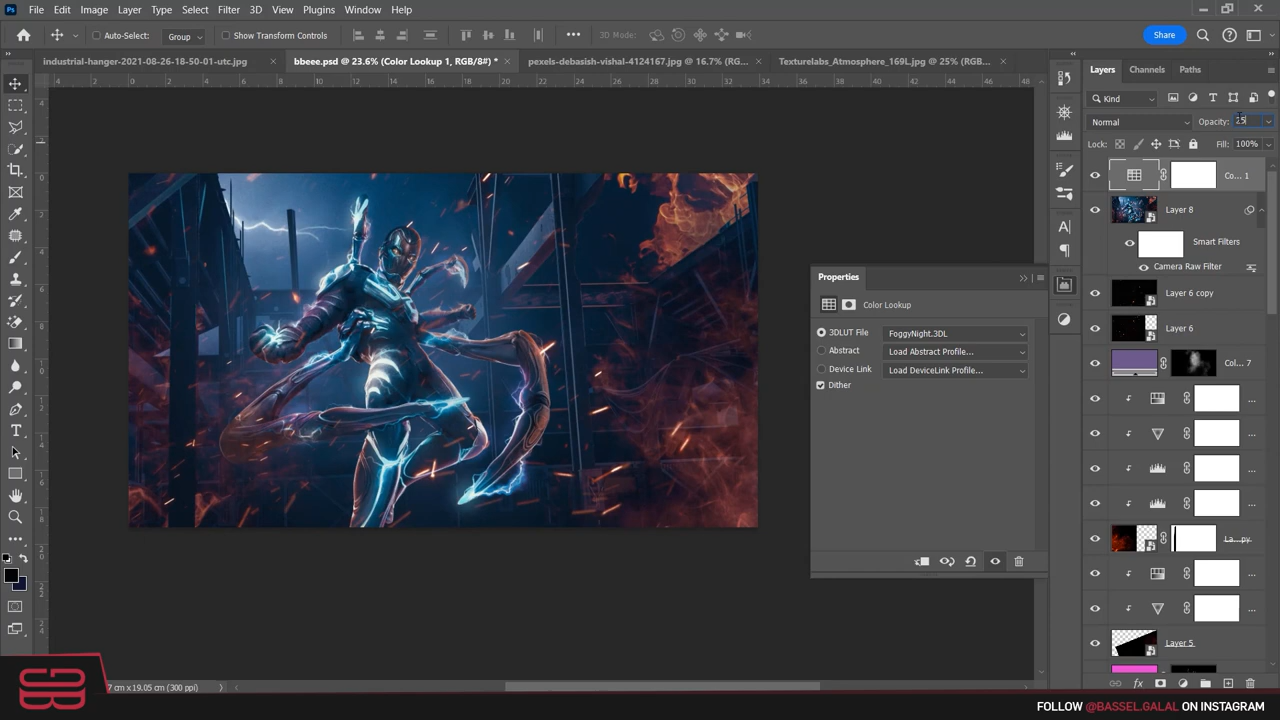 Ps File Edit Image Layer Type Select Filter 3D View Plugins Window Help
Auto-Select: Group Show Transform Controls 3D Mode: Share
industrial-hanger-2021-08-26-18-50-01-utc.jpg × bbeee.psd @ 23.6% (Color Lookup 1, RGB/8#) * × pexels-debasish-vishal-4124167.jpg @ 16.7% (RG... × Texturelabs_Atmosphere_169L.jpg @ 25% (RGB... ×
Layers Channels Paths
Kind
Normal Opacity: 25
Lock: Fill: 100%
Co... 1
Layer 8
Smart Filters
Camera Raw Filter
Layer 6 copy
Layer 6
Col... 7
...
...
...
...
La...py
...
...
Layer 5
Properties
Color Lookup
3DLUT File FoggyNight.3DL
Abstract Load Abstract Profile...
Device Link Load DeviceLink Profile...
Dither
7 cm x 19.05 cm (300 ppi)
FOLLOW @BASSEL.GALAL ON INSTAGRAM